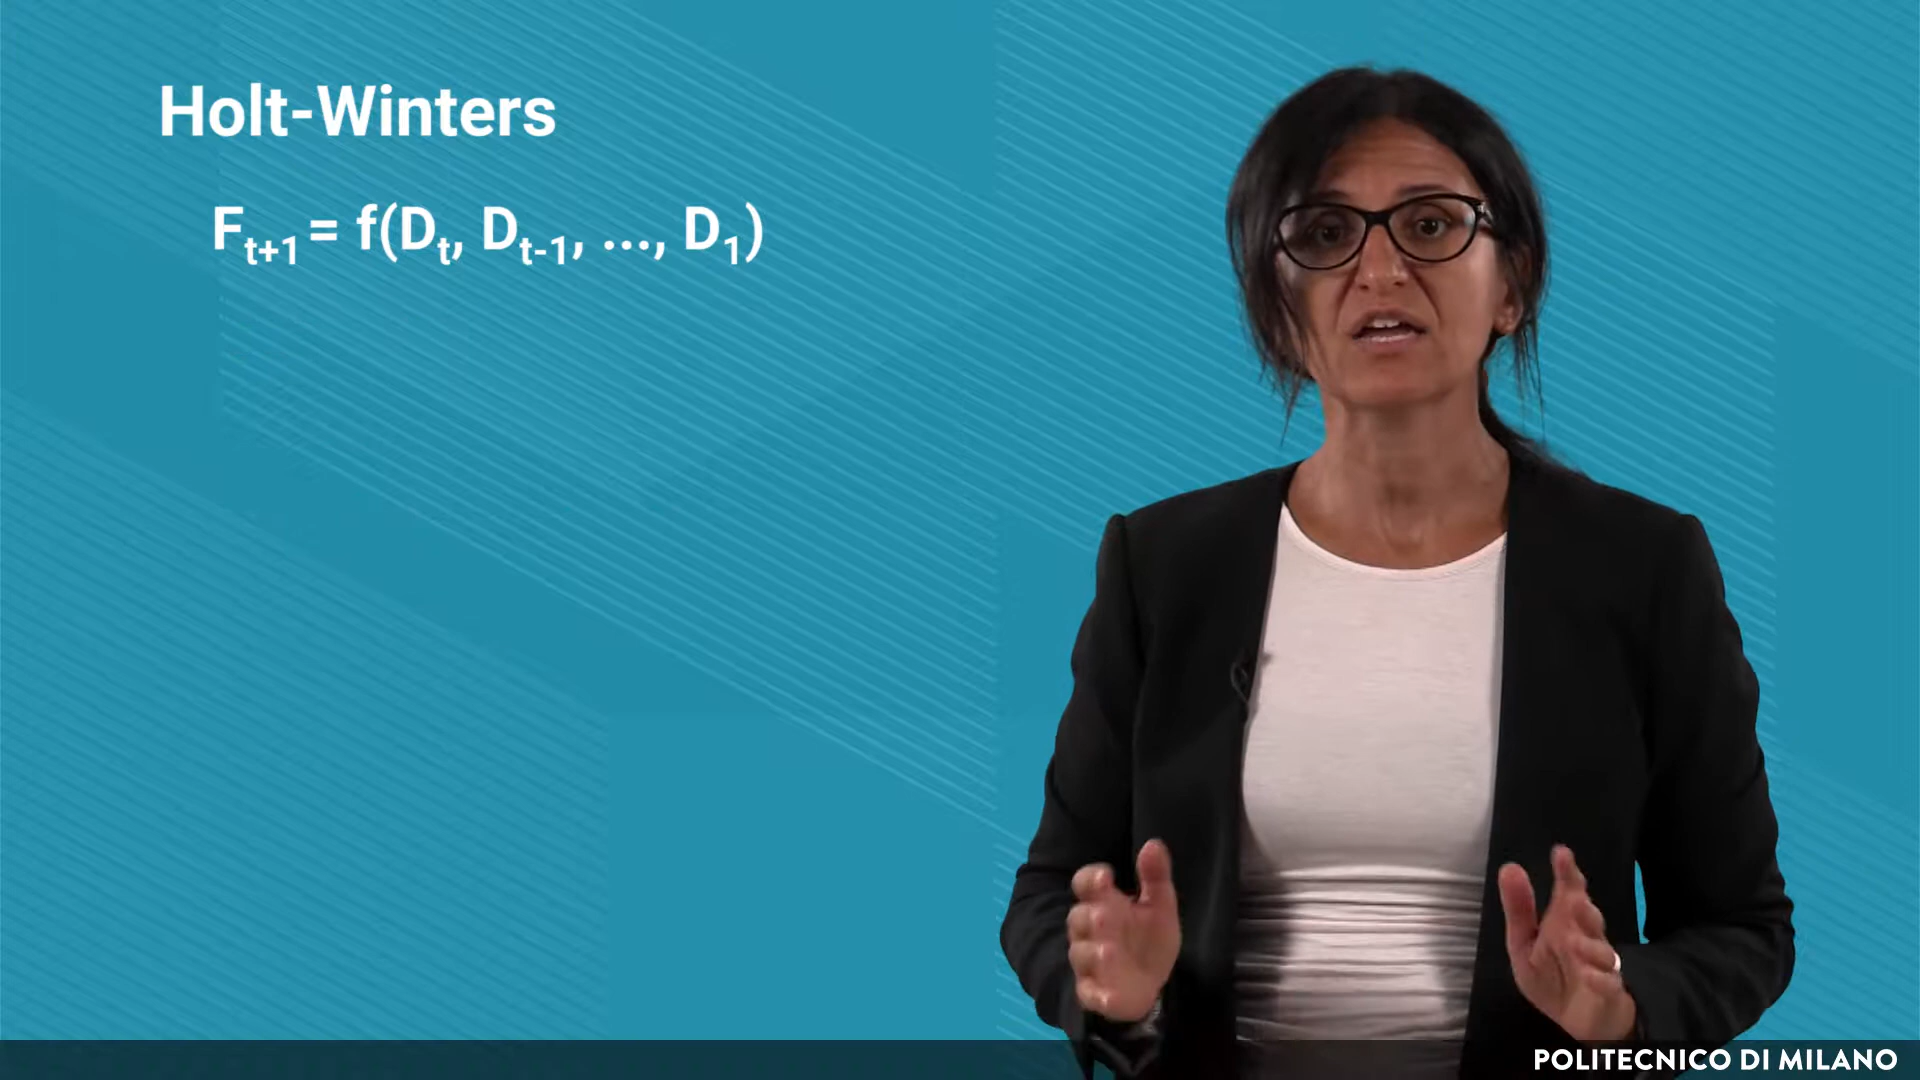 Holt-Winters
Fₜ₊₁ = f(Dₜ, Dₜ₋₁, ..., D₁)
POLITECNICO DI MILANO